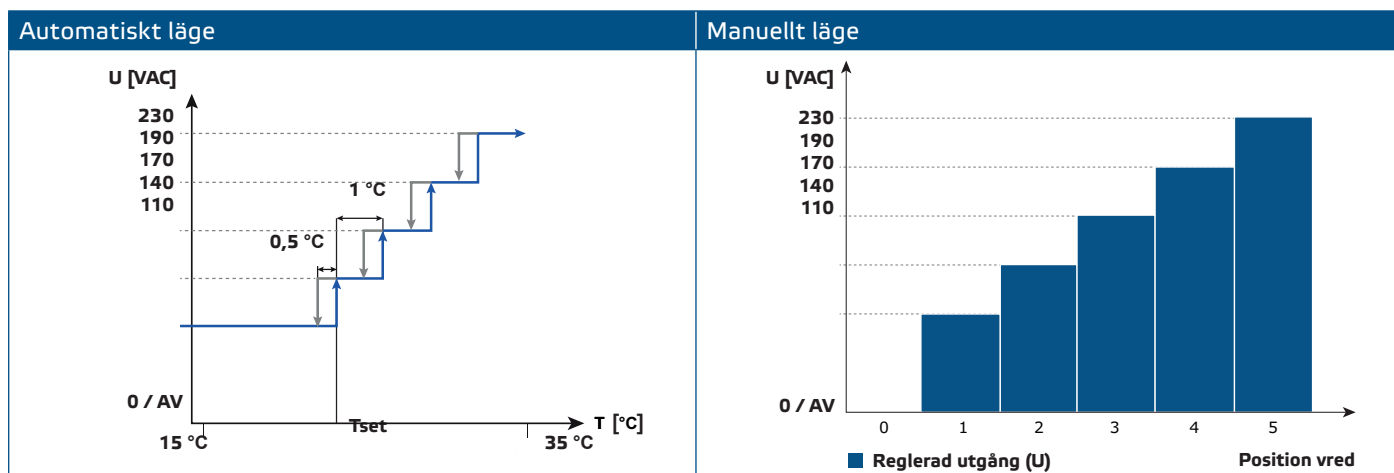 Automatiskt läge
U [VAC]
230
190
170
140
110
1 °C
0,5 °C
0 / AV
Tset
T [°C]
15 °C
35 °C
Manuellt läge
U [VAC]
230
190
170
140
110
0 / AV
0 1 2 3 4 5
Reglerad utgång (U)
Position vred